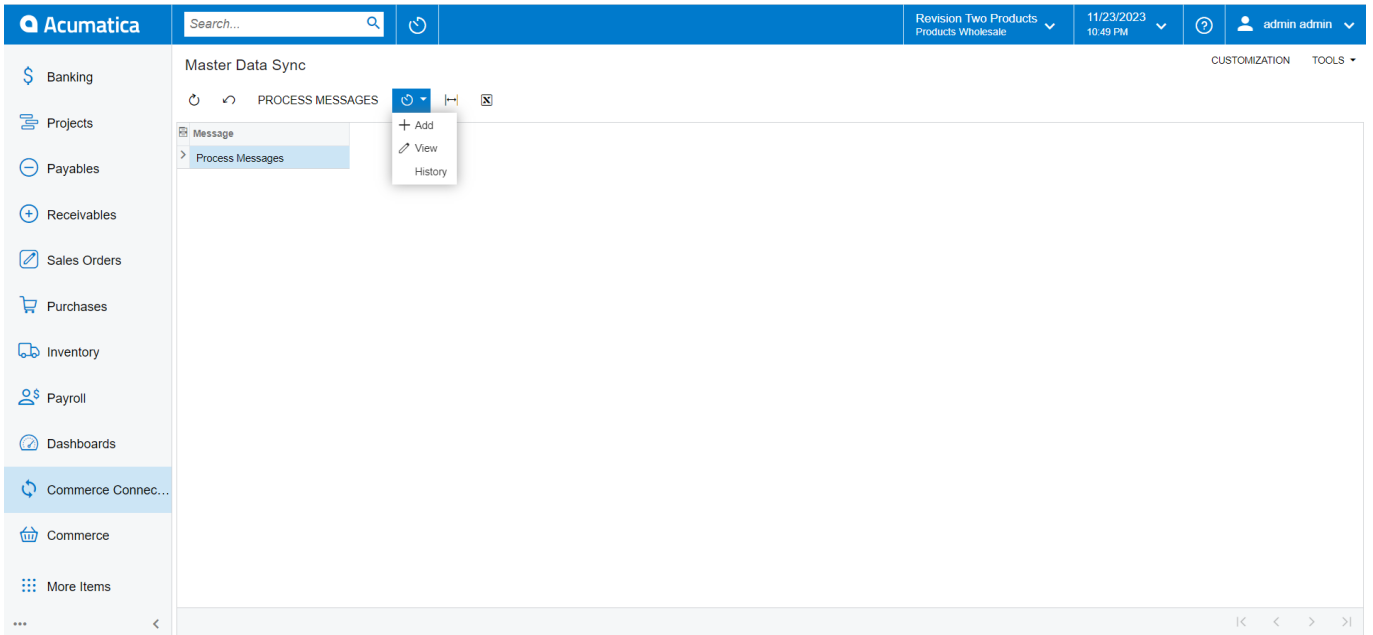 Acumatica
Search...
Revision Two Products
Products Wholesale
11/23/2023
10:49 PM
admin admin
Banking
Projects
Payables
Receivables
Sales Orders
Purchases
Inventory
Payroll
Dashboards
Commerce Connec...
Commerce
More Items
Master Data Sync
CUSTOMIZATION
TOOLS
PROCESS MESSAGES
Add
View
History
Message
Process Messages